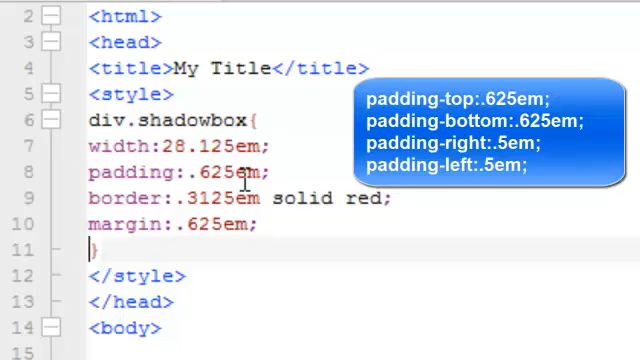 2 <html>
3 <head>
4 <title>My Title</title>
5 <style>
6 div.shadowbox{
7 width:28.125em;
8 padding:.625em;
9 border:.3125em solid red;
10 margin:.625em;
11 }
12 </style>
13 </head>
14 <body>
15
padding-top:.625em;
padding-bottom:.625em;
padding-right:.5em;
padding-left:.5em;